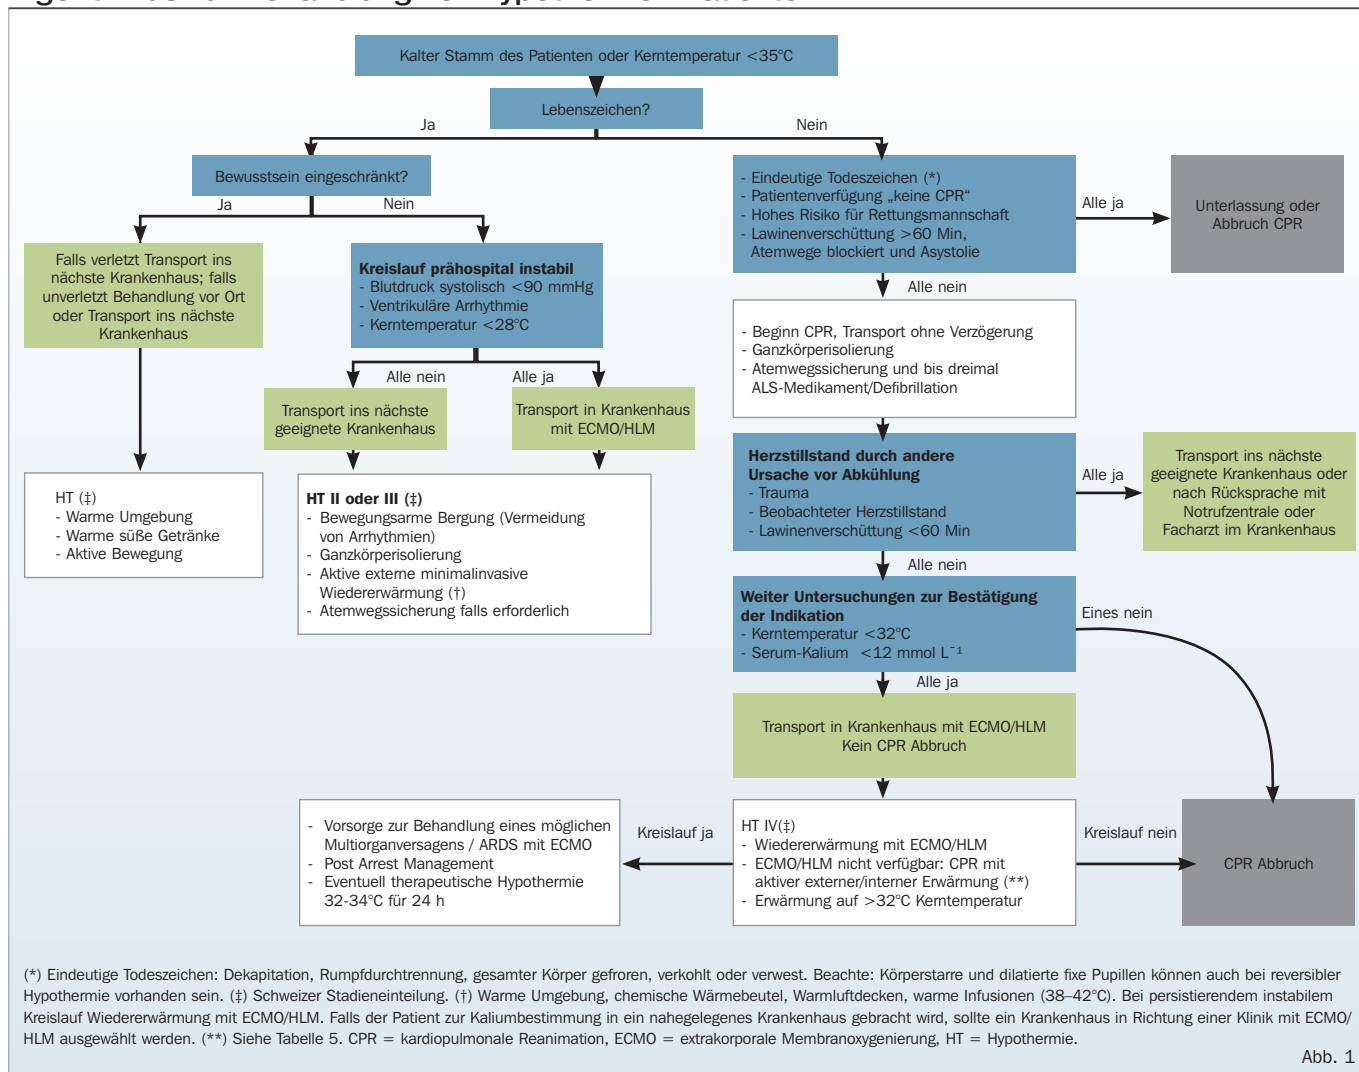 Kalter Stamm des Patienten oder Kerntemperatur <35°C
Lebenszeichen?
Ja
Nein
Bewusstsein eingeschränkt?
Ja
Nein
Falls verletzt Transport ins
nächste Krankenhaus; falls
unverletzt Behandlung vor Ort
oder Transport ins nächste
Krankenhaus
Kreislauf prähospital instabil
- Blutdruck systolisch <90 mmHg
- Ventrikuläre Arrhythmie
- Kerntemperatur <28°C
Alle nein
Alle ja
Transport ins nächste
geeignete Krankenhaus
Transport in Krankenhaus
mit ECMO/HLM
HT (‡)
- Warme Umgebung
- Warme süße Getränke
- Aktive Bewegung
HT II oder III (‡)
- Bewegungsarme Bergung (Vermeidung
von Arrhythmien)
- Ganzkörperisolierung
- Aktive externe minimalinvasive
Wiedererwärmung (†)
- Atemwegssicherung falls erforderlich
- Eindeutige Todeszeichen (*)
- Patientenverfügung „keine CPR“
- Hohes Risiko für Rettungsmannschaft
- Lawinenverschüttung >60 Min,
Atemwege blockiert und Asystolie
Alle ja
Unterlassung oder
Abbruch CPR
Alle nein
- Beginn CPR, Transport ohne Verzögerung
- Ganzkörperisolierung
- Atemwegssicherung und bis dreimal
ALS-Medikament/Defibrillation
Herzstillstand durch andere
Ursache vor Abkühlung
- Trauma
- Beobachteter Herzstillstand
- Lawinenverschüttung <60 Min
Alle ja
Transport ins nächste
geeignete Krankenhaus oder
nach Rücksprache mit
Notrufzentrale oder
Facharzt im Krankenhaus
Alle nein
Weiter Untersuchungen zur Bestätigung
der Indikation
- Kerntemperatur <32°C
- Serum-Kalium <12 mmol L⁻¹
Eines nein
Alle ja
Transport in Krankenhaus mit ECMO/HLM
Kein CPR Abbruch
HT IV(‡)
- Wiedererwärmung mit ECMO/HLM
- ECMO/HLM nicht verfügbar: CPR mit
aktiver externer/interner Erwärmung (**)
- Erwärmung auf >32°C Kerntemperatur
Kreislauf ja
- Vorsorge zur Behandlung eines möglichen
Multiorganversagens / ARDS mit ECMO
- Post Arrest Management
- Eventuell therapeutische Hypothermie
32-34°C für 24 h
Kreislauf nein
CPR Abbruch
(*) Eindeutige Todeszeichen: Dekapitation, Rumpfdurchtrennung, gesamter Körper gefroren, verkohlt oder verwest. Beachte: Körperstarre und dilatierte fixe Pupillen können auch bei reversibler
Hypothermie vorhanden sein. (‡) Schweizer Stadieneinteilung. (†) Warme Umgebung, chemische Wärmebeutel, Warmluftdecken, warme Infusionen (38–42°C). Bei persistierendem instabilem
Kreislauf Wiedererwärmung mit ECMO/HLM. Falls der Patient zur Kaliumbestimmung in ein nahegelegenes Krankenhaus gebracht wird, sollte ein Krankenhaus in Richtung einer Klinik mit ECMO/
HLM ausgewählt werden. (**) Siehe Tabelle 5. CPR = kardiopulmonale Reanimation, ECMO = extrakorporale Membranoxygenierung, HT = Hypothermie.
Abb. 1